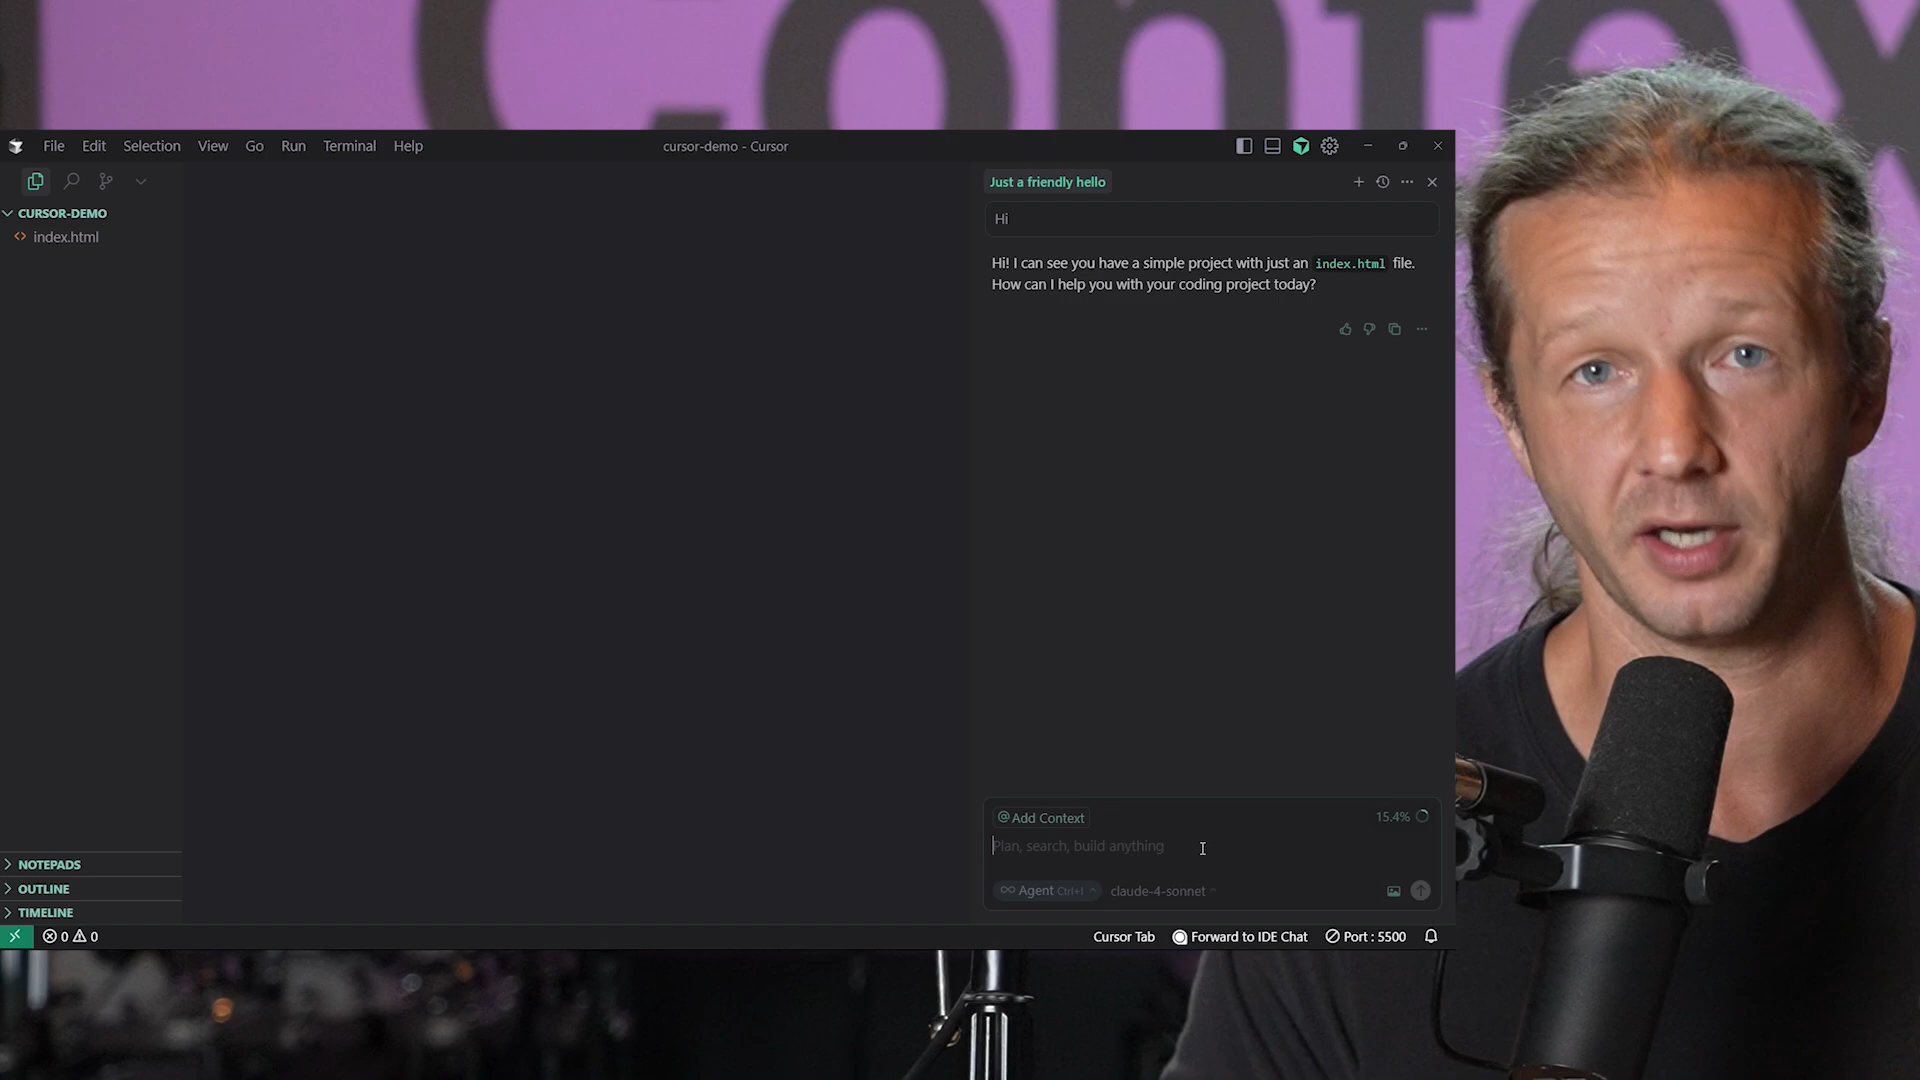 Contex
File Edit Selection View Go Run Terminal Help
cursor-demo - Cursor
CURSOR-DEMO
index.html
NOTEPADS
OUTLINE
TIMELINE
Just a friendly hello
Hi
Hi! I can see you have a simple project with just an index.html file.
How can I help you with your coding project today?
@ Add Context
15.4%
Plan, search, build anything
Agent Ctrl+I
claude-4-sonnet
0 0
Cursor Tab
Forward to IDE Chat
Port : 5500